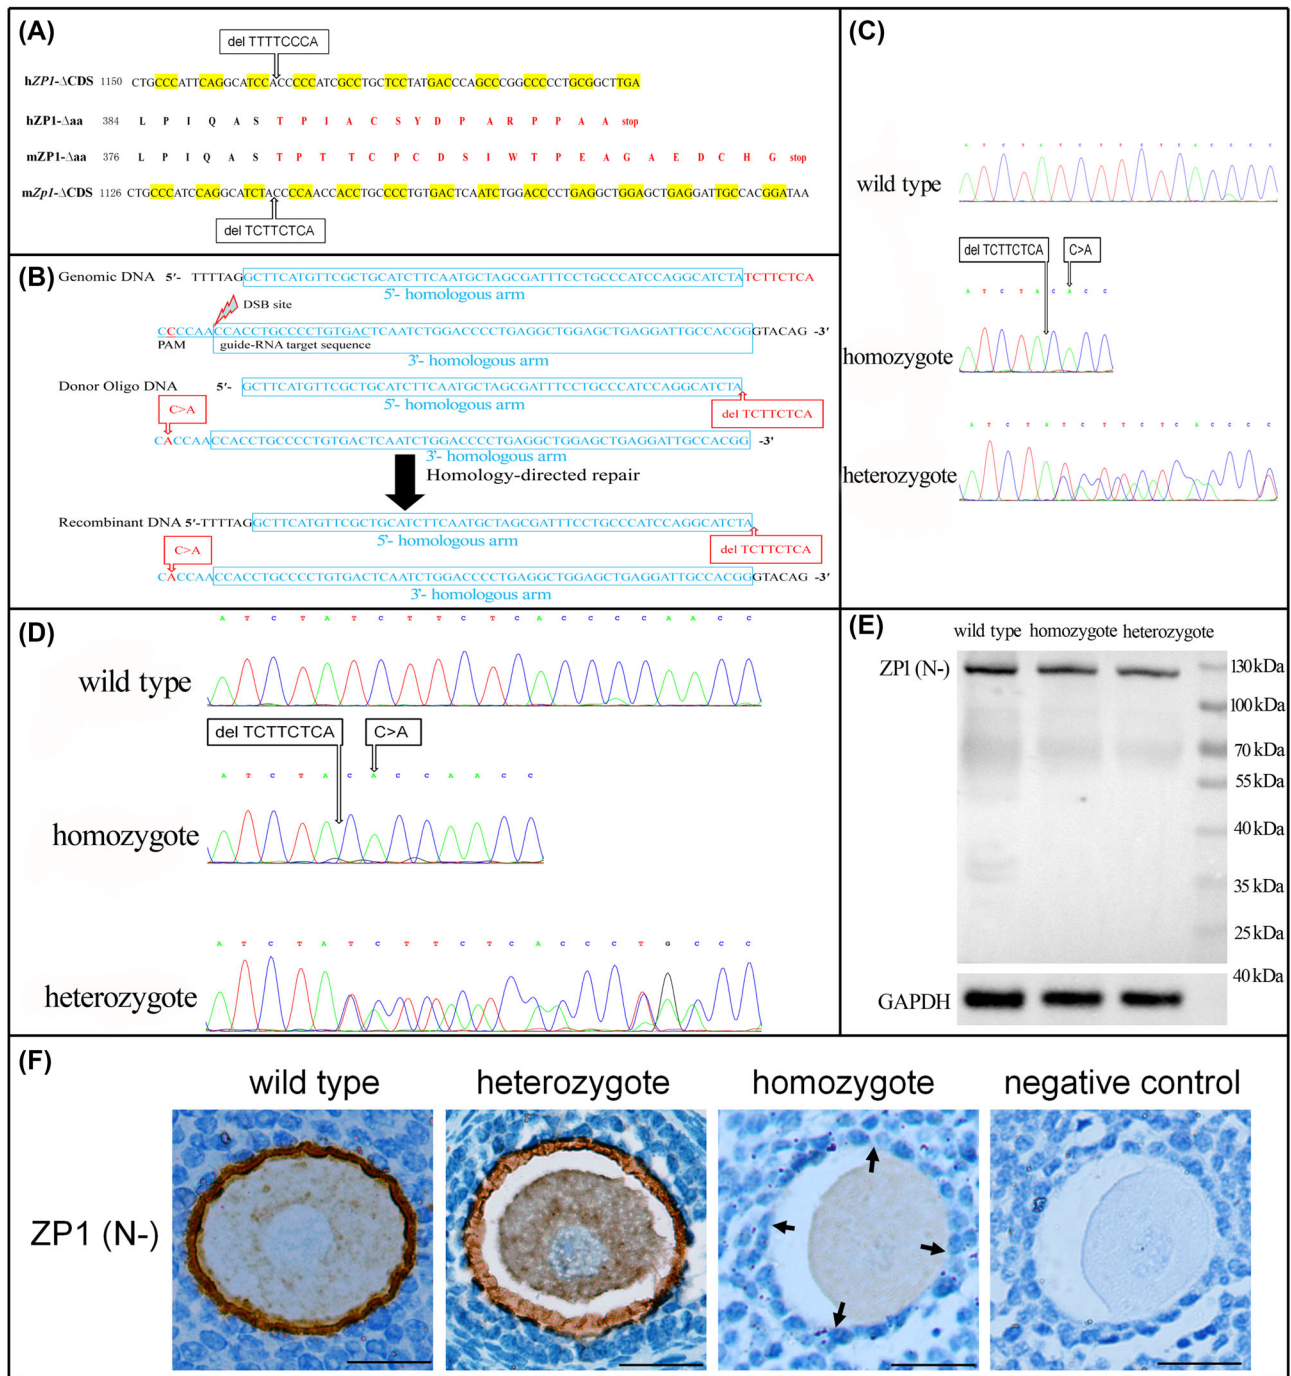 (A)
del TTTTCCCA
hZP1-ΔCDS 1150 CTGCCCATTCAGGCATCCACCCCCATCGCCTGCTCCTATGACCCAGCCCGGCCCCCTGCGGCTTGA
hZP1-Δaa 384 L P I Q A S T P I A C S Y D P A R P P A A stop
mZP1-Δaa 376 L P I Q A S T P T T C P C D S I W T P E A G A E D C H G stop
mZp1-ΔCDS 1126 CTGCCCATCCAGGCATCTACCCCAACCACCTGCCCCTGTGACTCAATCTGGACCCCTGAGGCTGGAGCTGAGGATTGCCACGGATAA
del TCTTCTCA
(B)
Genomic DNA 5'- TTTTAGGCTTCATGTTCGCTGCATCTTCAATGCTAGCGATTTCCTGCCCATCCAGGCATCTATCTTCTCA
5'- homologous arm
DSB site
CCCCAACCACCTGCCCCTGTGACTCAATCTGGACCCCTGAGGCTGGAGCTGAGGATTGCCACGGGTACAG -3'
PAM guide-RNA target sequence
3'- homologous arm
Donor Oligo DNA 5'- GCTTCATGTTCGCTGCATCTTCAATGCTAGCGATTTCCTGCCCATCCAGGCATCTA
5'- homologous arm
C>A
del TCTTCTCA
CACCAACCACCTGCCCCTGTGACTCAATCTGGACCCCTGAGGCTGGAGCTGAGGATTGCCACGG -3'
3'- homologous arm
Homology-directed repair
Recombinant DNA 5'-TTTTAGGCTTCATGTTCGCTGCATCTTCAATGCTAGCGATTTCCTGCCCATCCAGGCATCTA
5'- homologous arm
C>A
del TCTTCTCA
CACCAACCACCTGCCCCTGTGACTCAATCTGGACCCCTGAGGCTGGAGCTGAGGATTGCCACGGGTACAG -3'
3'- homologous arm
(C)
A T C T A T C T T C T C A C C C C
wild type
del TCTTCTCA C>A
A T C T A C A C C
homozygote
A T C T A T C T T C T C A C C C C
heterozygote
(D)
A T C T A T C T T C T C A C C C C A A C C
wild type
del TCTTCTCA C>A
A T C T A C A C C A A C C
homozygote
A T C T A T C T T C T C A C C C T G C C C
heterozygote
(E)
wild type homozygote heterozygote
ZPl (N-)
130 kDa
100 kDa
70 kDa
55 kDa
40 kDa
35 kDa
25 kDa
40 kDa
GAPDH
(F)
wild type heterozygote homozygote negative control
ZP1 (N-)